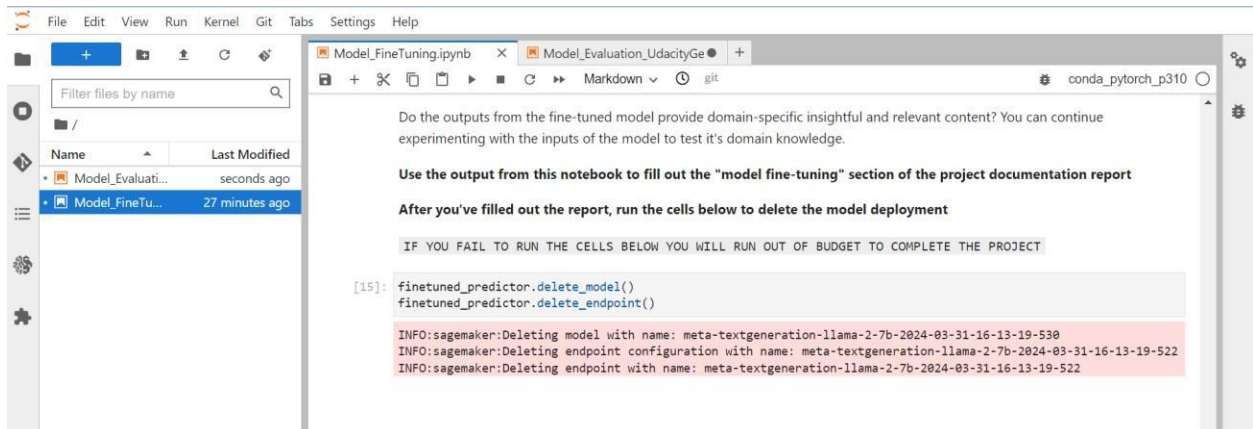 File Edit View Run Kernel Git Tabs Settings Help
Filter files by name
/
Name Last Modified
Model_Evaluati... seconds ago
Model_FineTu... 27 minutes ago
Model_FineTuning.ipynb Model_Evaluation_UdacityGe
Markdown git conda_pytorch_p310
Do the outputs from the fine-tuned model provide domain-specific insightful and relevant content? You can continue
experimenting with the inputs of the model to test it's domain knowledge.
Use the output from this notebook to fill out the "model fine-tuning" section of the project documentation report
After you've filled out the report, run the cells below to delete the model deployment
IF YOU FAIL TO RUN THE CELLS BELOW YOU WILL RUN OUT OF BUDGET TO COMPLETE THE PROJECT
[15]: finetuned_predictor.delete_model()
finetuned_predictor.delete_endpoint()
INFO:sagemaker:Deleting model with name: meta-textgeneration-llama-2-7b-2024-03-31-16-13-19-530
INFO:sagemaker:Deleting endpoint configuration with name: meta-textgeneration-llama-2-7b-2024-03-31-16-13-19-522
INFO:sagemaker:Deleting endpoint with name: meta-textgeneration-llama-2-7b-2024-03-31-16-13-19-522